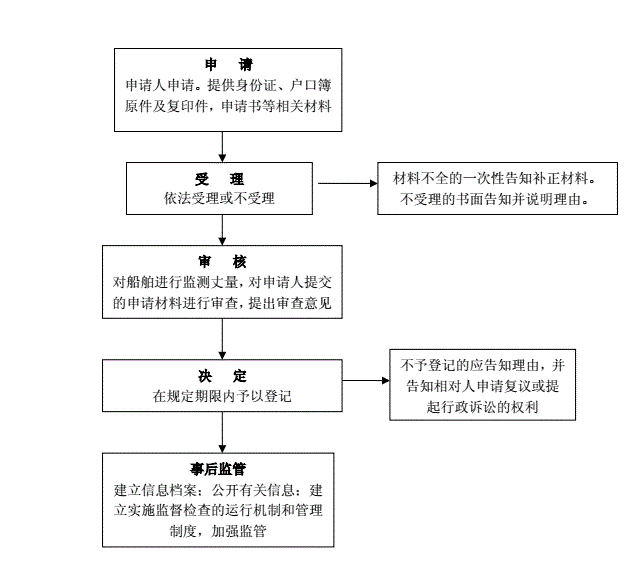 申 请
申请人申请。提供身份证、户口簿
原件及复印件，申请书等相关材料
受 理
依法受理或不受理
材料不全的一次性告知补正材料。
不受理的书面告知并说明理由。
审 核
对船舶进行监测丈量，对申请人提交
的申请材料进行审查，提出审查意见
决 定
在规定期限内予以登记
不予登记的应告知理由，并
告知相对人申请复议或提
起行政诉讼的权利
事后监管
建立信息档案；公开有关信息；建
立实施监督检查的运行机制和管理
制度，加强监管